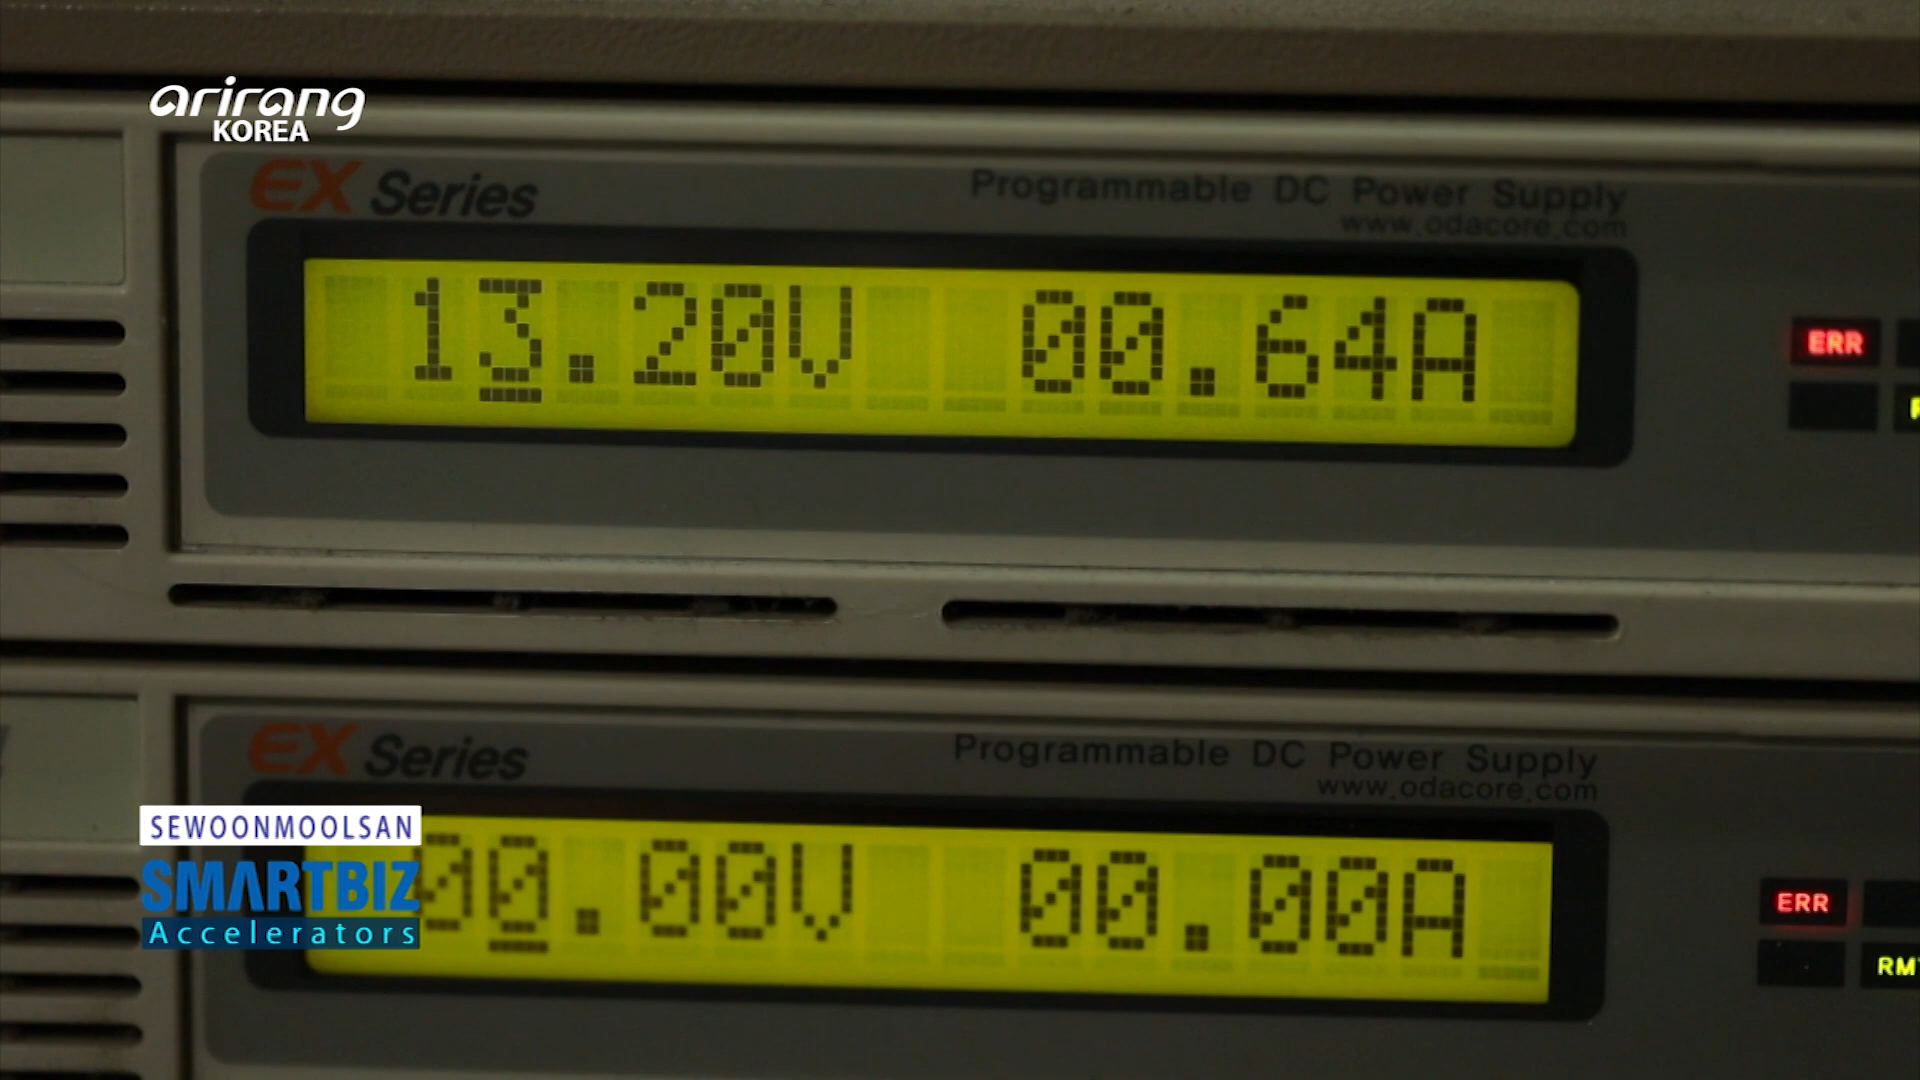 arirang
KOREA
EX Series
Programmable DC Power Supply
www.odacore.com
13.20V 00.64A
ERR
EX Series
Programmable DC Power Supply
www.odacore.com
00.00V 00.00A
ERR
SEWOONMOOLSAN
SMARTBIZ
Accelerators